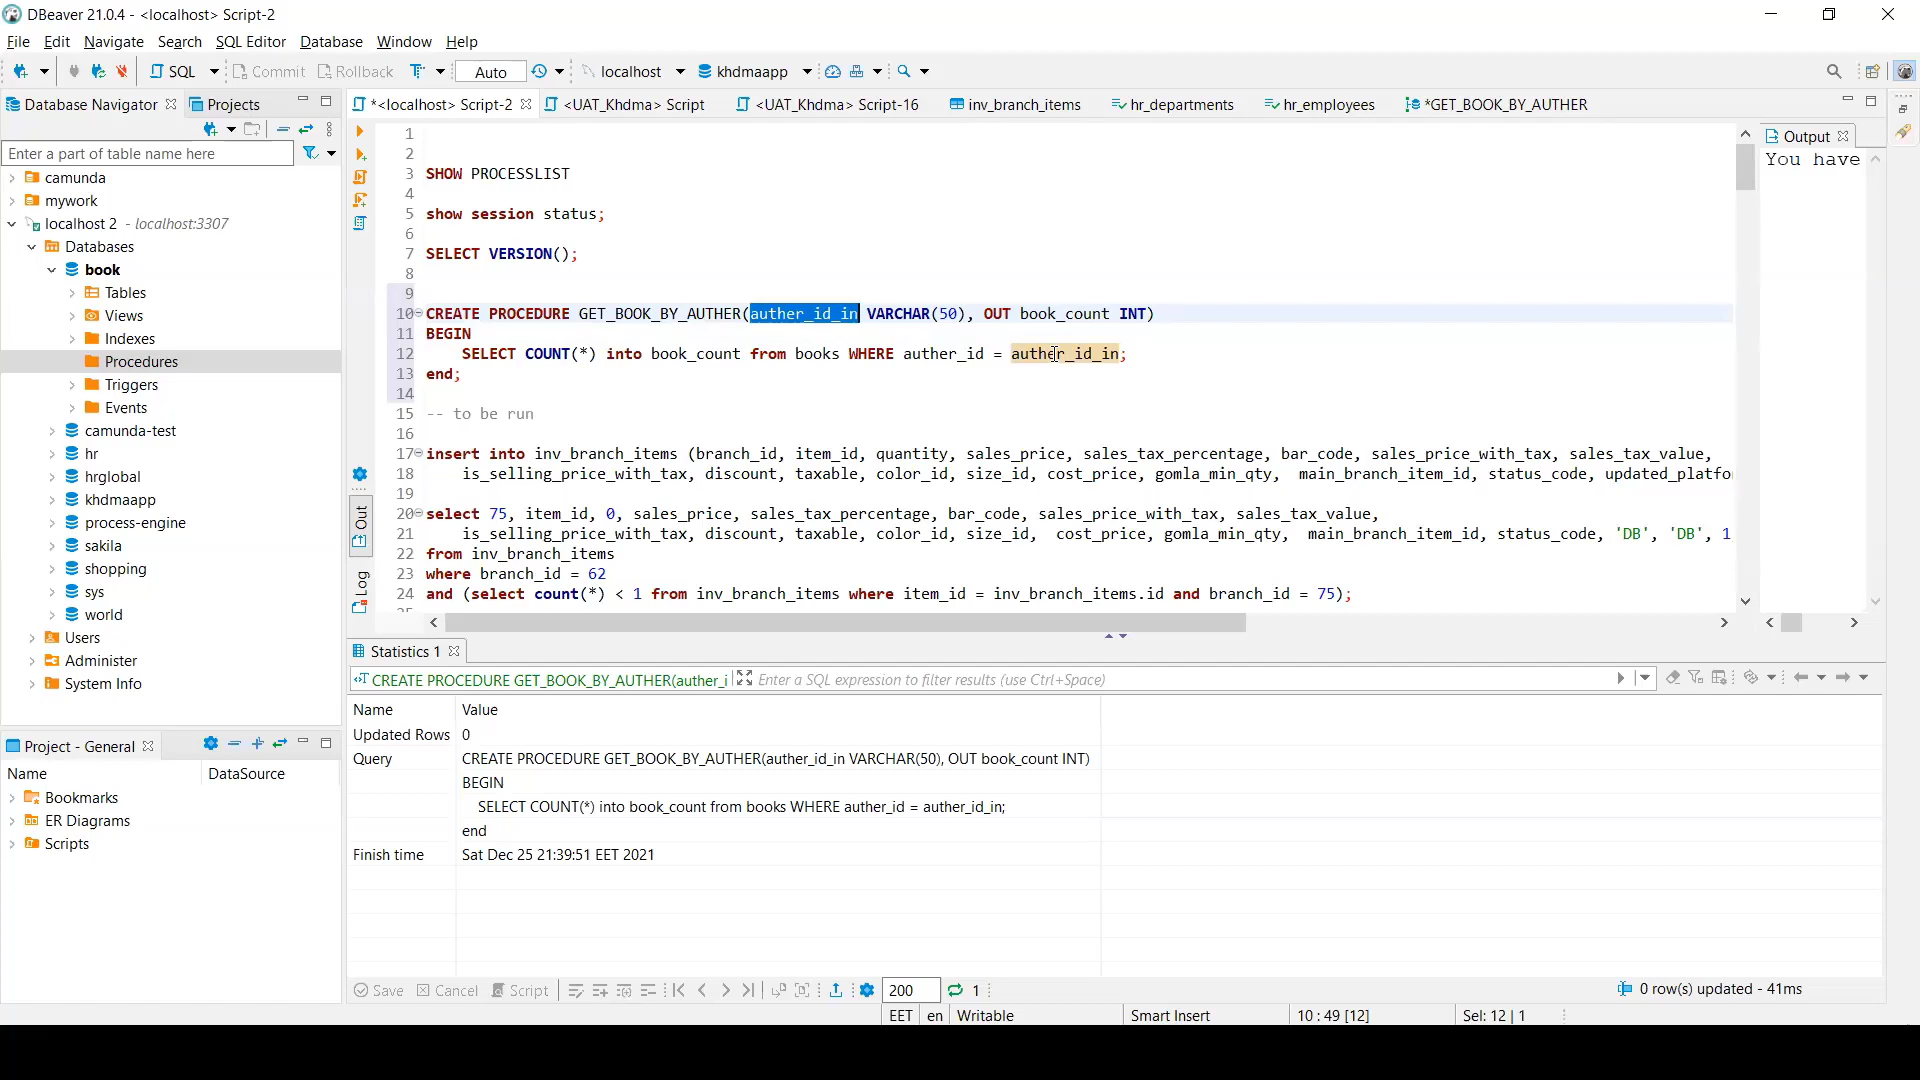 DBeaver 21.0.4 - <localhost> Script-2
File Edit Navigate Search SQL Editor Database Window Help
SQL Commit Rollback Auto localhost khdmaapp
Database Navigator Projects
*<localhost> Script-2 <UAT_Khdma> Script <UAT_Khdma> Script-16 inv_branch_items hr_departments hr_employees *GET_BOOK_BY_AUTHER
Enter a part of table name here
camunda
mywork
localhost 2 - localhost:3307
Databases
book
Tables
Views
Indexes
Procedures
Triggers
Events
camunda-test
hr
hrglobal
khdmaapp
process-engine
sakila
shopping
sys
world
Users
Administer
System Info
1
2
3 SHOW PROCESSLIST
4
5 show session status;
6
7 SELECT VERSION();
8
9
10 CREATE PROCEDURE GET_BOOK_BY_AUTHER(auther_id_in VARCHAR(50), OUT book_count INT)
11 BEGIN
12 SELECT COUNT(*) into book_count from books WHERE auther_id = auther_id_in;
13 end;
14
15 -- to be run
16
17 insert into inv_branch_items (branch_id, item_id, quantity, sales_price, sales_tax_percentage, bar_code, sales_price_with_tax, sales_tax_value,
18 is_selling_price_with_tax, discount, taxable, color_id, size_id, cost_price, gomla_min_qty, main_branch_item_id, status_code, updated_platfo
19
20 select 75, item_id, 0, sales_price, sales_tax_percentage, bar_code, sales_price_with_tax, sales_tax_value,
21 is_selling_price_with_tax, discount, taxable, color_id, size_id, cost_price, gomla_min_qty, main_branch_item_id, status_code, 'DB', 'DB', 1
22 from inv_branch_items
23 where branch_id = 62
24 and (select count(*) < 1 from inv_branch_items where item_id = inv_branch_items.id and branch_id = 75);
Out
Log
Output
You have
Statistics 1
CREATE PROCEDURE GET_BOOK_BY_AUTHER(auther_i Enter a SQL expression to filter results (use Ctrl+Space)
Name Value
Updated Rows 0
Query CREATE PROCEDURE GET_BOOK_BY_AUTHER(auther_id_in VARCHAR(50), OUT book_count INT)
BEGIN
SELECT COUNT(*) into book_count from books WHERE auther_id = auther_id_in;
end
Finish time Sat Dec 25 21:39:51 EET 2021
Project - General
Name DataSource
Bookmarks
ER Diagrams
Scripts
Save Cancel Script 200 1 0 row(s) updated - 41ms
EET en Writable Smart Insert 10 : 49 [12] Sel: 12 | 1